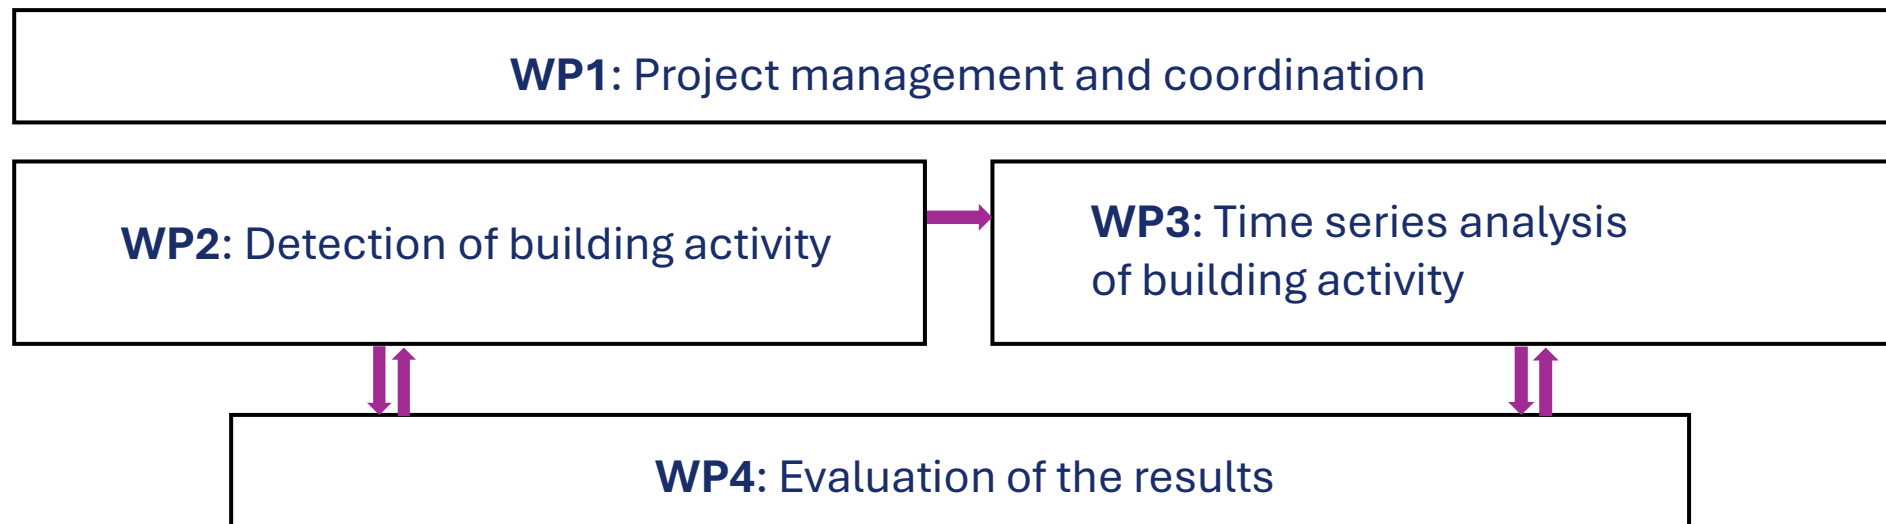 WP1: Project management and coordination
WP2: Detection of building activity
WP3: Time series analysis
of building activity
WP4: Evaluation of the results